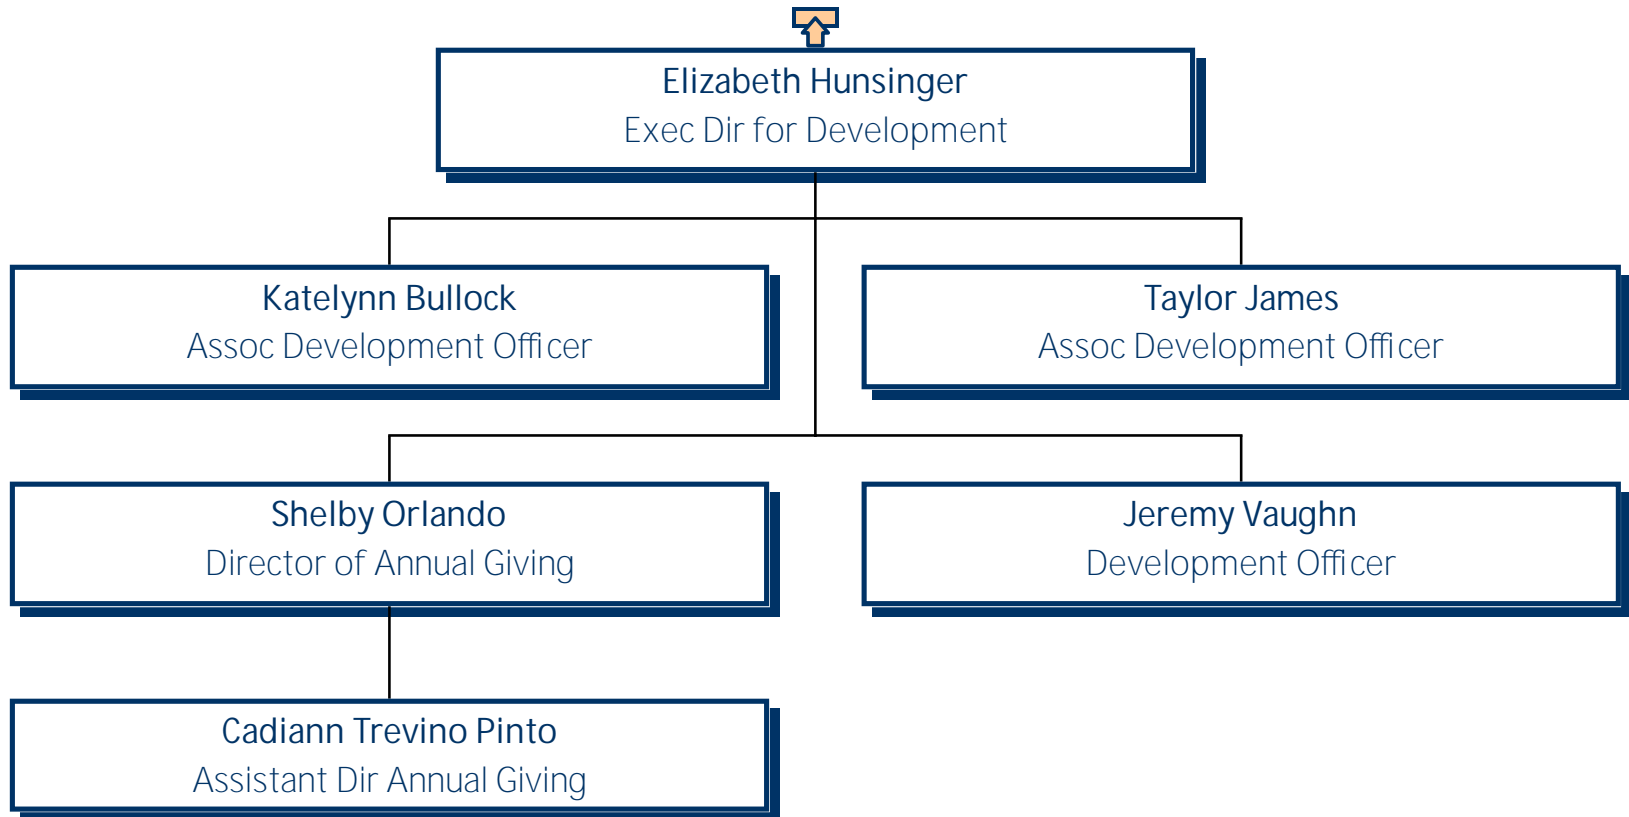 Elizabeth Hunsinger
Exec Dir for Development
Katelynn Bullock
Assoc Development Officer
Taylor James
Assoc Development Officer
Shelby Orlando
Director of Annual Giving
Jeremy Vaughn
Development Officer
Cadiann Trevino Pinto
Assistant Dir Annual Giving